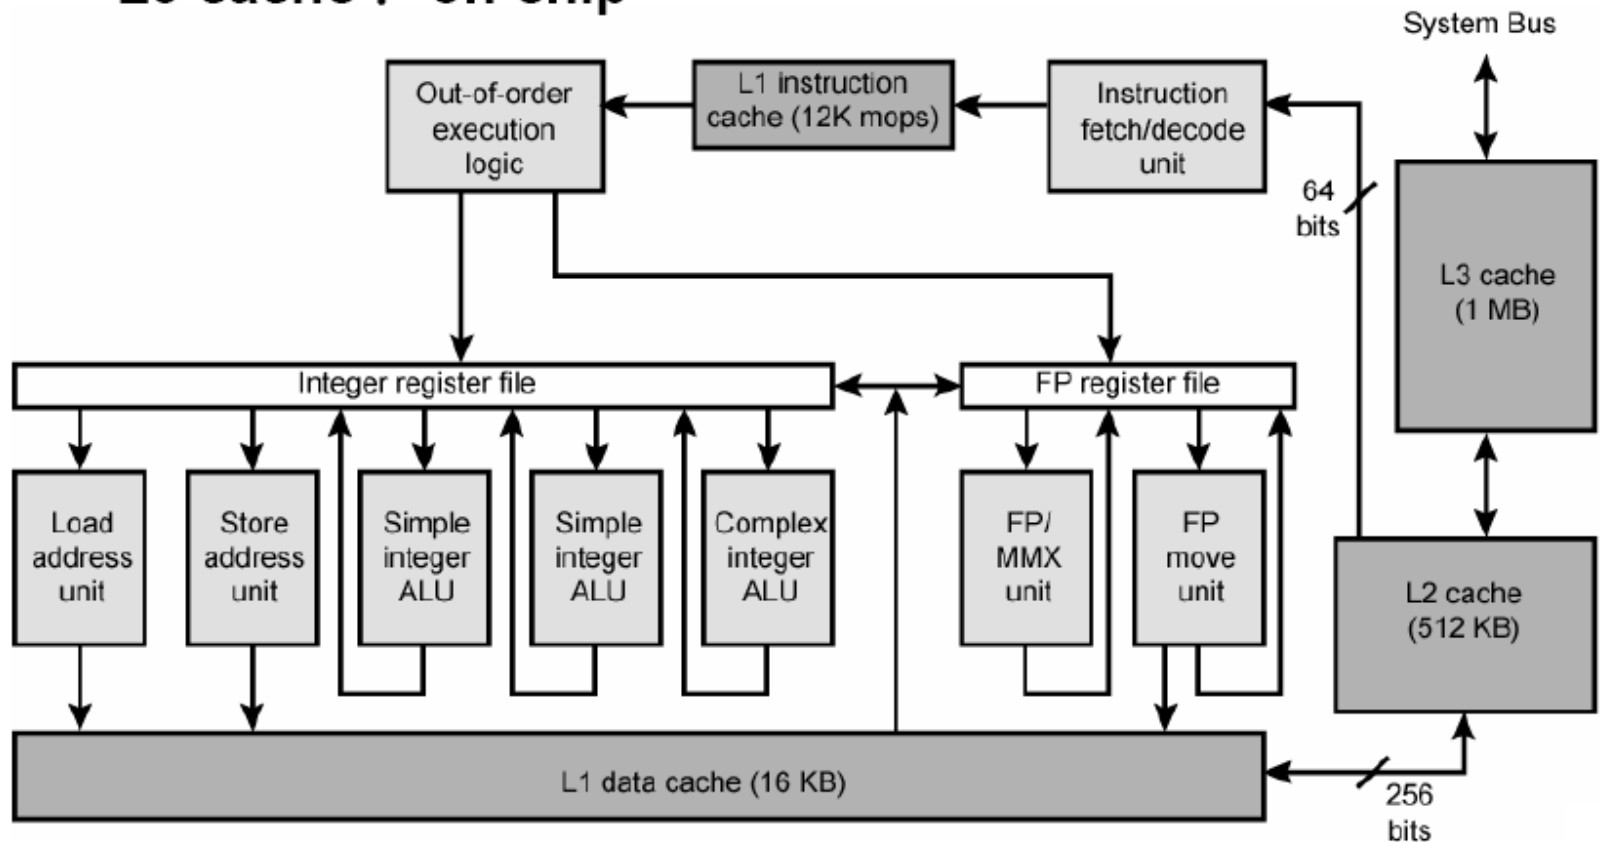 System Bus
Out-of-order
execution
logic
L1 instruction
cache (12K mops)
Instruction
fetch/decode
unit
64
bits
L3 cache
(1 MB)
Integer register file
FP register file
Load
address
unit
Store
address
unit
Simple
integer
ALU
Simple
integer
ALU
Complex
integer
ALU
FP/
MMX
unit
FP
move
unit
L2 cache
(512 KB)
L1 data cache (16 KB)
256
bits